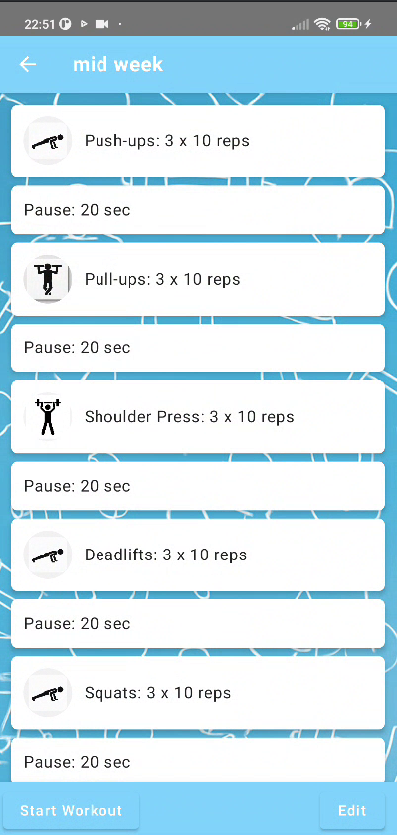 22:51
94
mid week
Push-ups: 3 x 10 reps
Pause: 20 sec
Pull-ups: 3 x 10 reps
Pause: 20 sec
Shoulder Press: 3 x 10 reps
Pause: 20 sec
Deadlifts: 3 x 10 reps
Pause: 20 sec
Squats: 3 x 10 reps
Pause: 20 sec
Start Workout
Edit